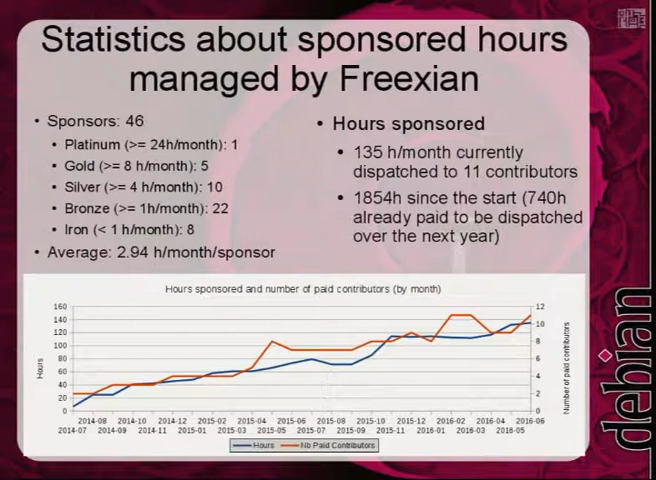 Statistics about sponsored hours
managed by Freexian
• Sponsors: 46
• Platinum (>= 24h/month): 1
• Gold (>= 8 h/month): 5
• Silver (>= 4 h/month): 10
• Bronze (>= 1h/month): 22
• Iron (< 1 h/month): 8
• Average: 2.94 h/month/sponsor
• Hours sponsored
• 135 h/month currently
dispatched to 11 contributors
• 1854h since the start (740h
already paid to be dispatched
over the next year)
Hours sponsored and number of paid contributors (by month)
160
140
120
100
80
60
40
20
0
Hours
12
10
8
6
4
2
0
Number of paid contributors
2014-08 2014-10 2014-12 2015-02 2015-04 2015-06 2015-08 2015-10 2015-12 2016-02 2016-04 2016-06
2014-07 2014-09 2014-11 2015-01 2015-03 2015-05 2015-07 2015-09 2015-11 2016-01 2016-03 2016-05
Hours Nb Paid Contributors
debian